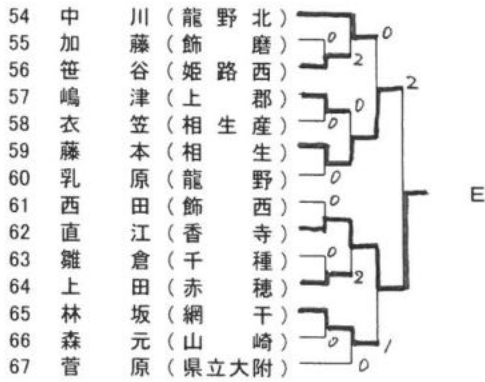 54 中川(龍野北)
55 加藤(飾磨)
56 笹谷(姫路西)
57 嶋津(上郡)
58 衣笠(相生産)
59 藤本(相生)
60 乳原(龍野)
61 西田(飾西)
62 直江(香寺)
63 雛倉(千種)
64 上田(赤穂)
65 林坂(網干)
66 森元(山崎)
67 菅原(県立大附)
0
0
2
2
0
0
0
E
0
0
2
0
1
0